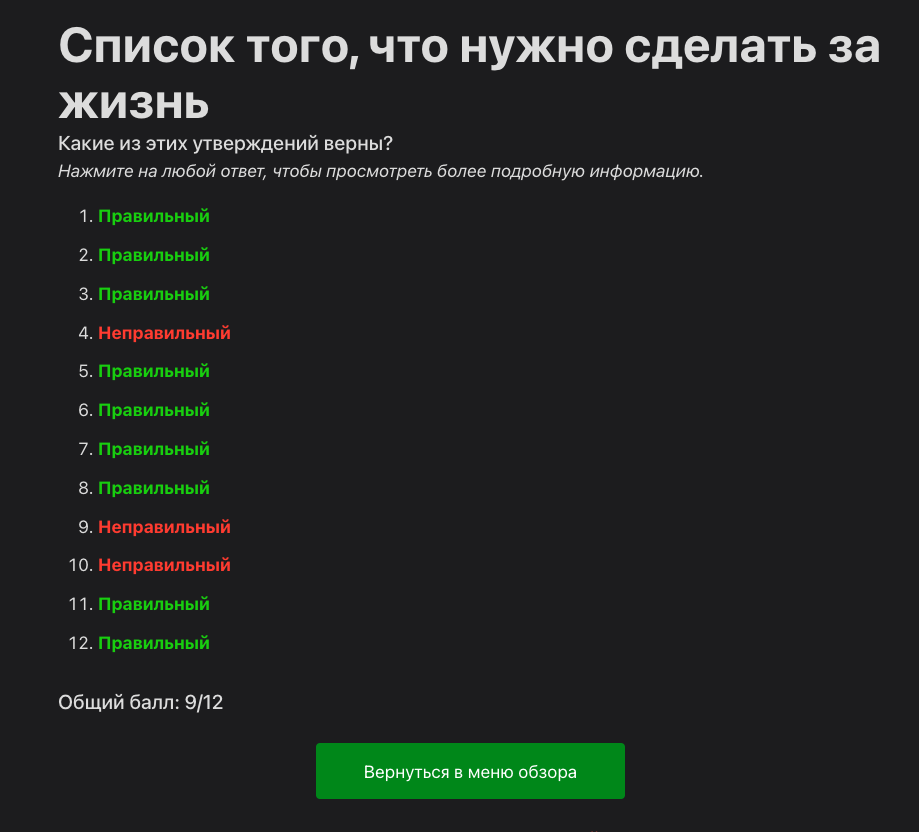 Список того, что нужно сделать за
жизнь
Какие из этих утверждений верны?
Нажмите на любой ответ, чтобы просмотреть более подробную информацию.
1. Правильный
2. Правильный
3. Правильный
4. Неправильный
5. Правильный
6. Правильный
7. Правильный
8. Правильный
9. Неправильный
10. Неправильный
11. Правильный
12. Правильный
Общий балл: 9/12
Вернуться в меню обзора